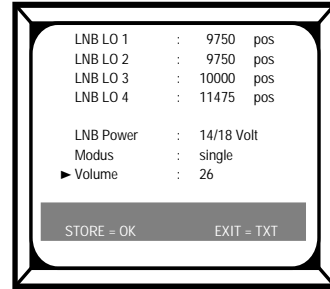 LNB LO 1 : 9750 pos
LNB LO 2 : 9750 pos
LNB LO 3 : 10000 pos
LNB LO 4 : 11475 pos
LNB Power : 14/18 Volt
Modus : single
► Volume : 26
STORE = OK EXIT = TXT